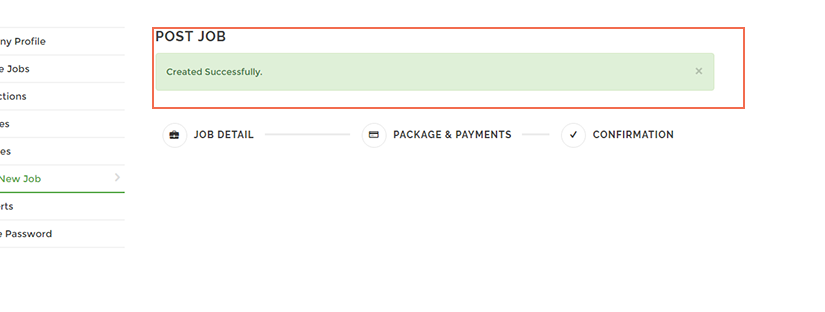 POST JOB
ny Profile
Created Successfully. ×
e Jobs
ctions
es
JOB DETAIL PACKAGE & PAYMENTS CONFIRMATION
es
New Job
rts
e Password